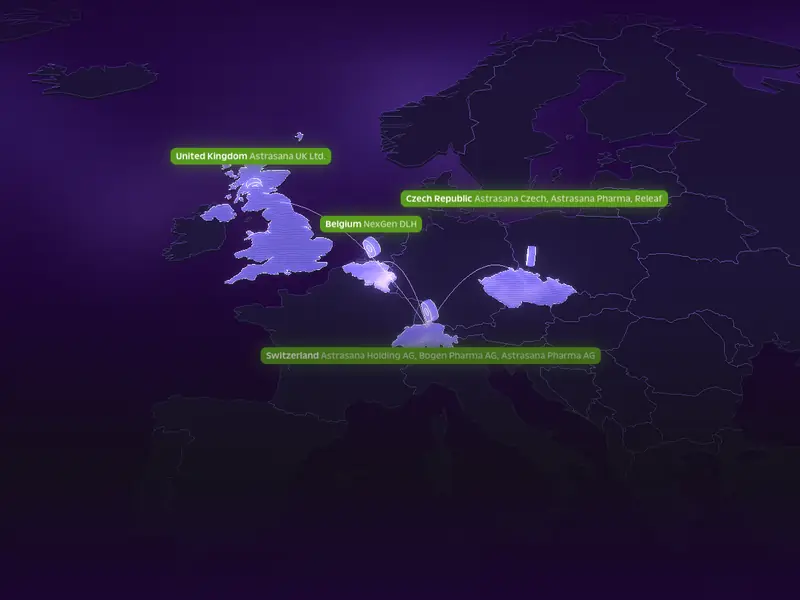 United Kingdom Astrasana UK Ltd.
Czech Republic Astrasana Czech, Astrasana Pharma, Releaf
Belgium NexGen DLH
Switzerland Astrasana Holding AG, Bogen Pharma AG, Astrasana Pharma AG